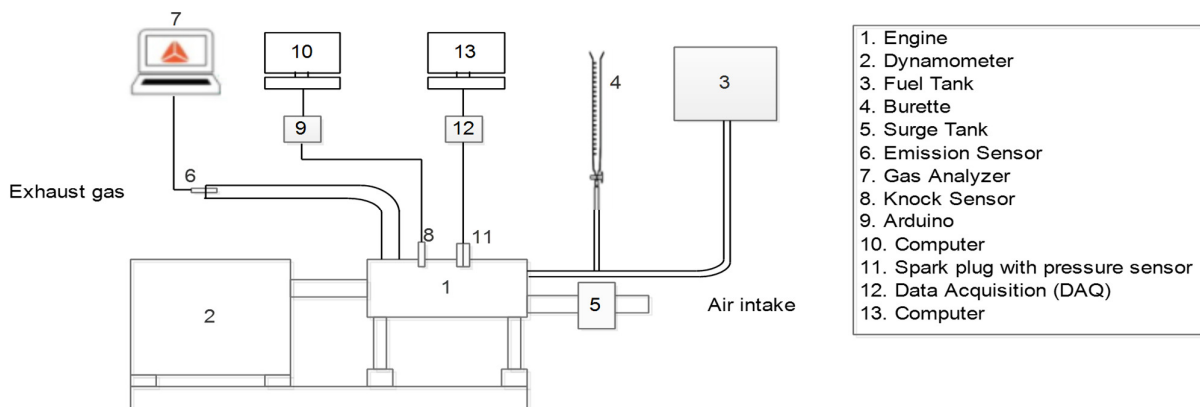 7
10
13
4
3
9
12
6
Exhaust gas
8
11
1
2
5
Air intake
1. Engine
2. Dynamometer
3. Fuel Tank
4. Burette
5. Surge Tank
6. Emission Sensor
7. Gas Analyzer
8. Knock Sensor
9. Arduino
10. Computer
11. Spark plug with pressure sensor
12. Data Acquisition (DAQ)
13. Computer